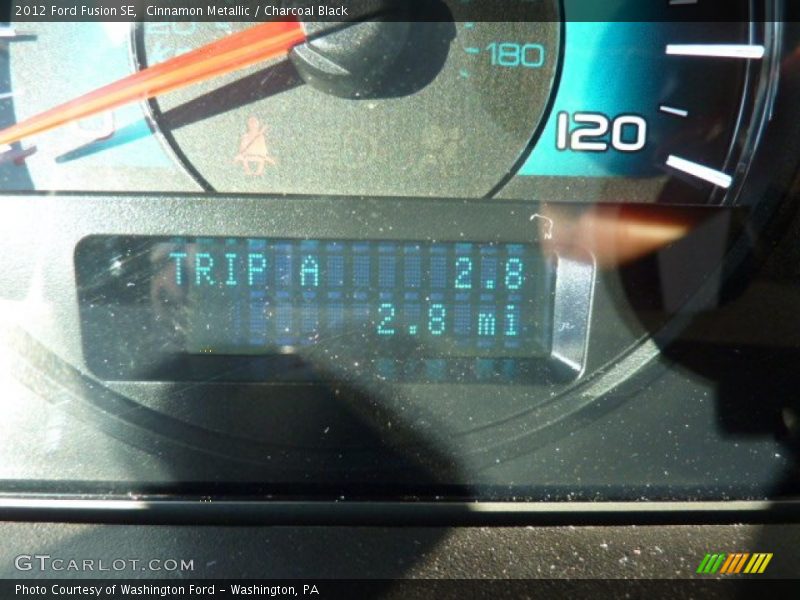 2012 Ford Fusion SE,  Cinnamon Metallic / Charcoal Black
180
120
TRIP A 2.8
2.8 mi
GTCARLOT.COM
Photo Courtesy of Washington Ford - Washington, PA